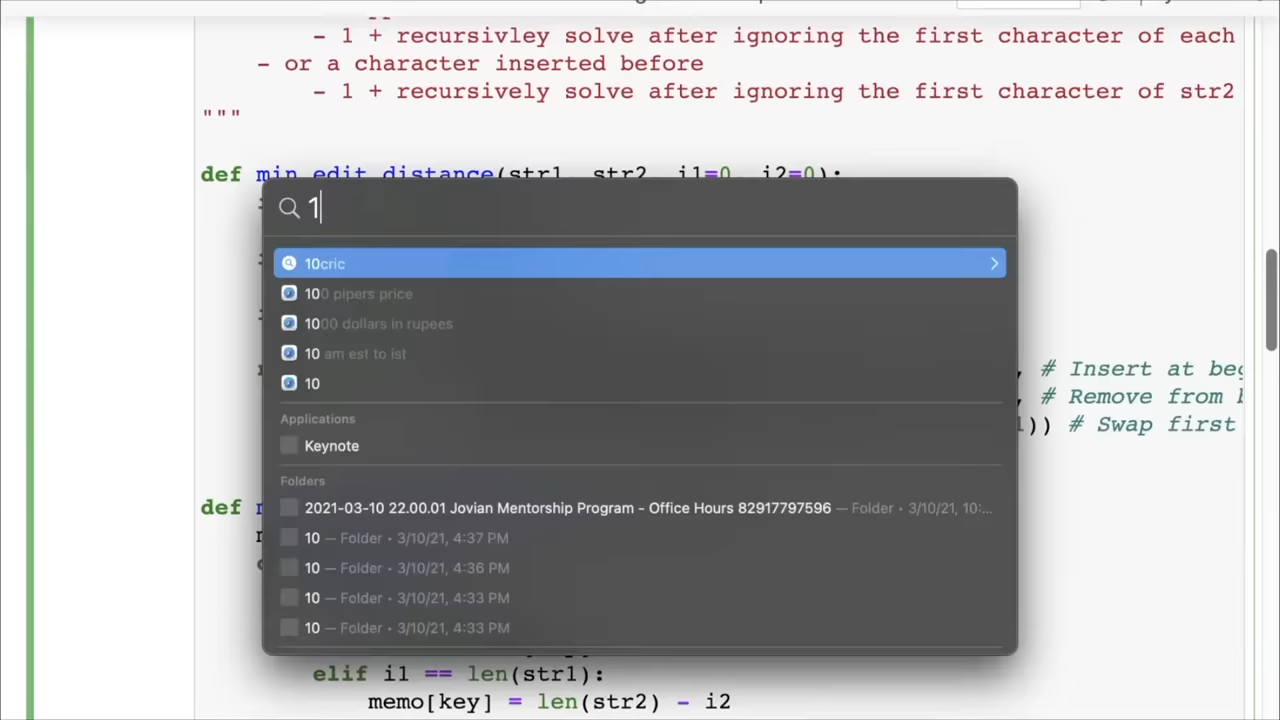 - 1 + recursivley solve after ignoring the first character of each
- or a character inserted before
- 1 + recursively solve after ignoring the first character of str2
"""
def min_edit_distance(str1, str2, i1=0, i2=0):
1
10cric
100 pipers price
1000 dollars in rupees
10 am est to ist
10
, # Insert at beg
, # Remove from b
1)) # Swap first
Applications
Keynote
Folders
2021-03-10 22.00.01 Jovian Mentorship Program - Office Hours 82917797596 — Folder • 3/10/21, 10:...
def
10 — Folder • 3/10/21, 4:37 PM
10 — Folder • 3/10/21, 4:36 PM
10 — Folder • 3/10/21, 4:33 PM
10 — Folder • 3/10/21, 4:33 PM
elif i1 == len(str1):
memo[key] = len(str2) - i2